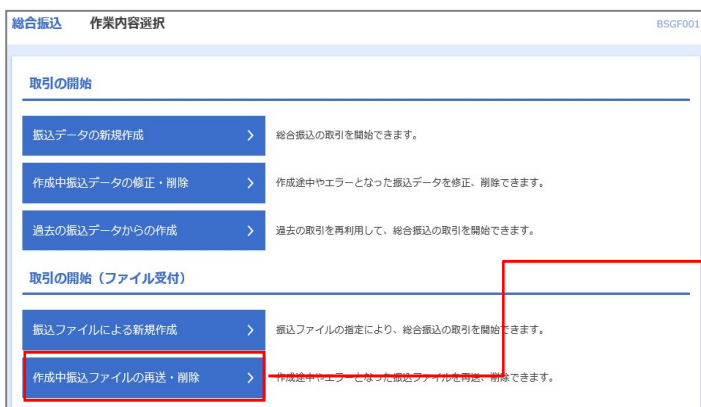 総合振込 作業内容選択 BSGF001
取引の開始
振込データの新規作成 総合振込の取引を開始できます。
作成中振込データの修正・削除 作成途中やエラーとなった振込データを修正、削除できます。
過去の振込データからの作成 過去の取引を再利用して、総合振込の取引を開始できます。
取引の開始（ファイル受付）
振込ファイルによる新規作成 振込ファイルの指定により、総合振込の取引を開始できます。
作成中振込ファイルの再送・削除 作成途中やエラーとなった振込ファイルを再送、削除できます。